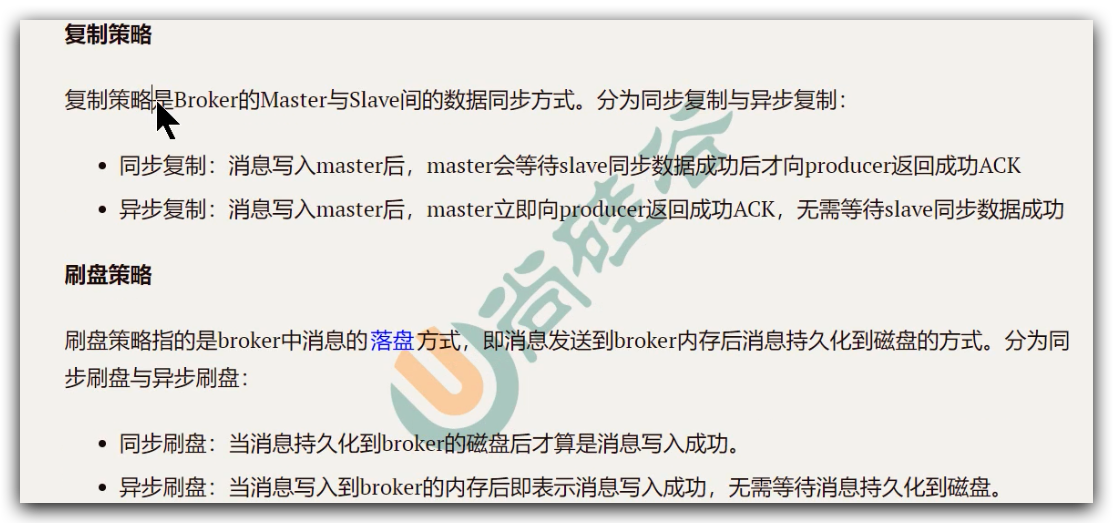 复制策略
复制策略是Broker的Master与Slave间的数据同步方式。分为同步复制与异步复制：
• 同步复制：消息写入master后，master会等待slave同步数据成功后才向producer返回成功ACK
• 异步复制：消息写入master后，master立即向producer返回成功ACK，无需等待slave同步数据成功
刷盘策略
刷盘策略指的是broker中消息的落盘方式，即消息发送到broker内存后消息持久化到磁盘的方式。分为同
步刷盘与异步刷盘：
• 同步刷盘：当消息持久化到broker的磁盘后才算是消息写入成功。
• 异步刷盘：当消息写入到broker的内存后即表示消息写入成功，无需等待消息持久化到磁盘。
尚硅谷